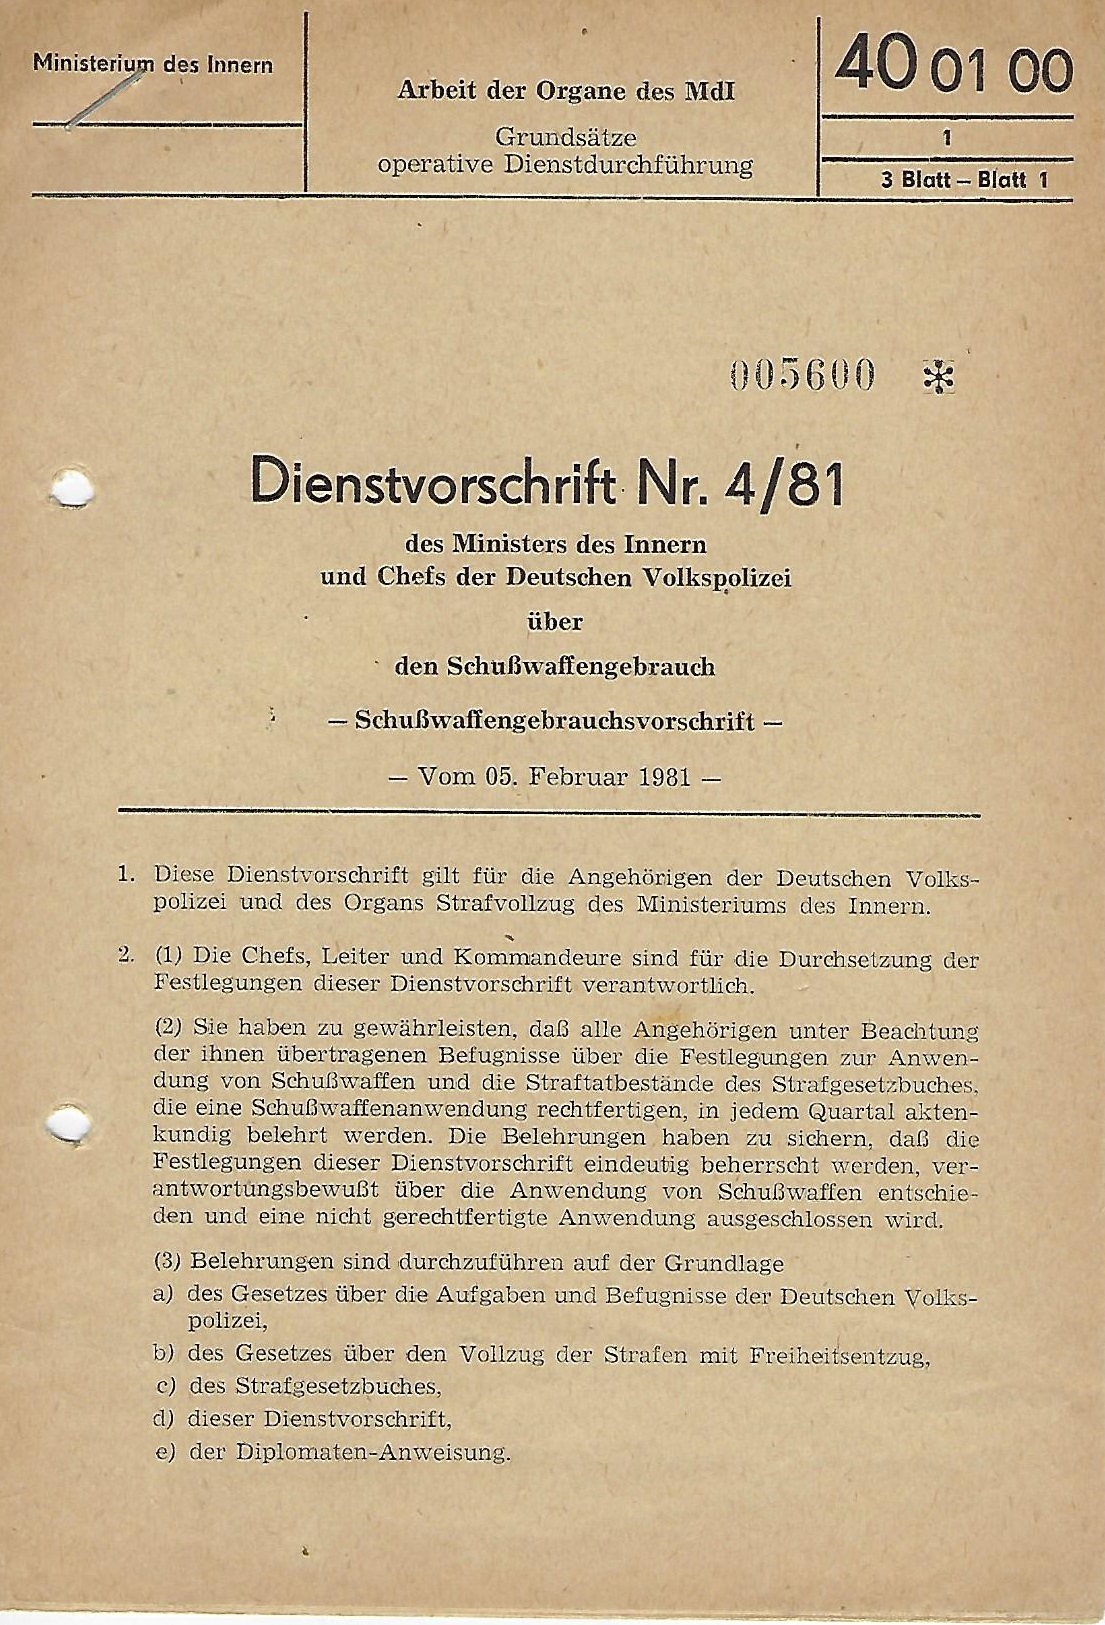 Ministerium des Innern
Arbeit der Organe des MdI
Grundsätze
operative Dienstdurchführung
40 01 00
1
3 Blatt – Blatt 1
005600 *
Dienstvorschrift Nr. 4/81
des Ministers des Innern
und Chefs der Deutschen Volkspolizei
über
den Schußwaffengebrauch
— Schußwaffengebrauchsvorschrift —
— Vom 05. Februar 1981 —
1. Diese Dienstvorschrift gilt für die Angehörigen der Deutschen Volks-
polizei und des Organs Strafvollzug des Ministeriums des Innern.
2. (1) Die Chefs, Leiter und Kommandeure sind für die Durchsetzung der
Festlegungen dieser Dienstvorschrift verantwortlich.
(2) Sie haben zu gewährleisten, daß alle Angehörigen unter Beachtung
der ihnen übertragenen Befugnisse über die Festlegungen zur Anwen-
dung von Schußwaffen und die Straftatbestände des Strafgesetzbuches,
die eine Schußwaffenanwendung rechtfertigen, in jedem Quartal akten-
kundig belehrt werden. Die Belehrungen haben zu sichern, daß die
Festlegungen dieser Dienstvorschrift eindeutig beherrscht werden, ver-
antwortungsbewußt über die Anwendung von Schußwaffen entschie-
den und eine nicht gerechtfertigte Anwendung ausgeschlossen wird.
(3) Belehrungen sind durchzuführen auf der Grundlage
a) des Gesetzes über die Aufgaben und Befugnisse der Deutschen Volks-
polizei,
b) des Gesetzes über den Vollzug der Strafen mit Freiheitsentzug,
c) des Strafgesetzbuches,
d) dieser Dienstvorschrift,
e) der Diplomaten-Anweisung.